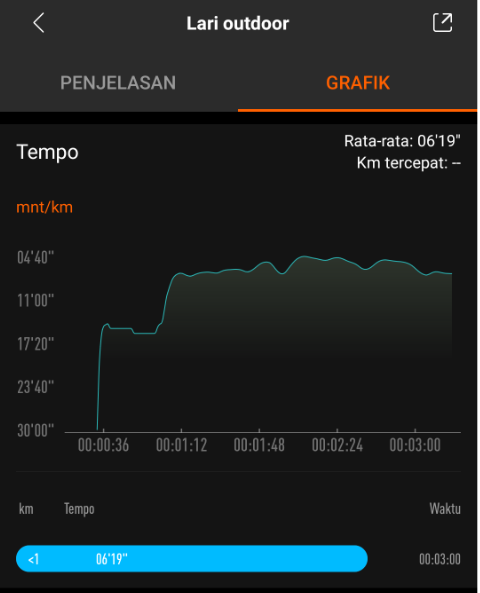 Lari outdoor
PENJELASAN GRAFIK
Tempo
Rata-rata: 06'19"
Km tercepat: --
mnt/km
04'40"
11'00"
17'20"
23'40"
30'00"
00:00:36 00:01:12 00:01:48 00:02:24 00:03:00
km Tempo Waktu
<1 06'19" 00:03:00